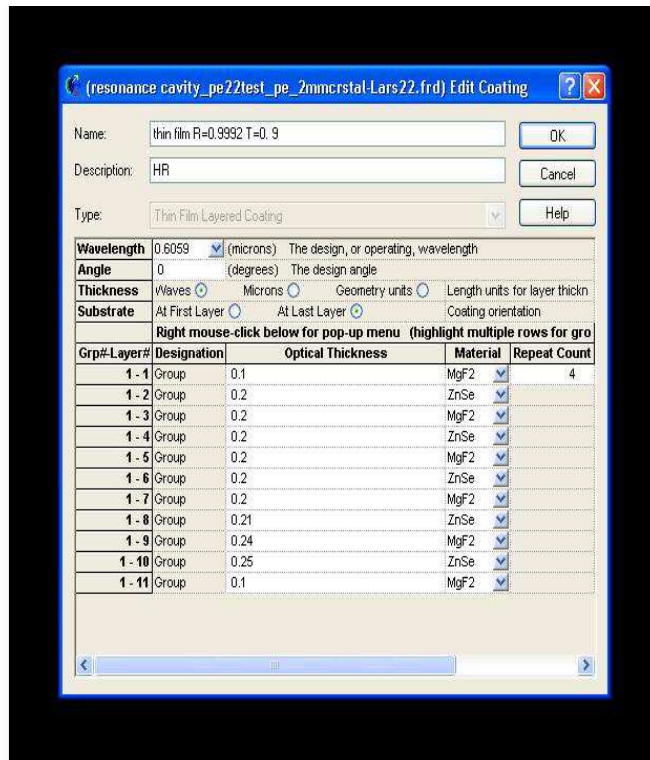 (resonance cavity_pe22test_pe_2mmcrstal-Lars22.frd) Edit Coating
Name: thin film R=0.9992 T=0. 9 OK
Description: HR Cancel
Type: Thin Film Layered Coating Help
Wavelength 0.6059 (microns) The design, or operating, wavelength
Angle 0 (degrees) The design angle
Thickness Waves Microns Geometry units Length units for layer thickn
Substrate At First Layer At Last Layer Coating orientation
Right mouse-click below for pop-up menu (highlight multiple rows for gro
Grp#-Layer# Designation Optical Thickness Material Repeat Count
1 - 1 Group 0.1 MgF2 4
1 - 2 Group 0.2 ZnSe
1 - 3 Group 0.2 MgF2
1 - 4 Group 0.2 ZnSe
1 - 5 Group 0.2 MgF2
1 - 6 Group 0.2 ZnSe
1 - 7 Group 0.2 MgF2
1 - 8 Group 0.21 ZnSe
1 - 9 Group 0.24 MgF2
1 - 10 Group 0.25 ZnSe
1 - 11 Group 0.1 MgF2